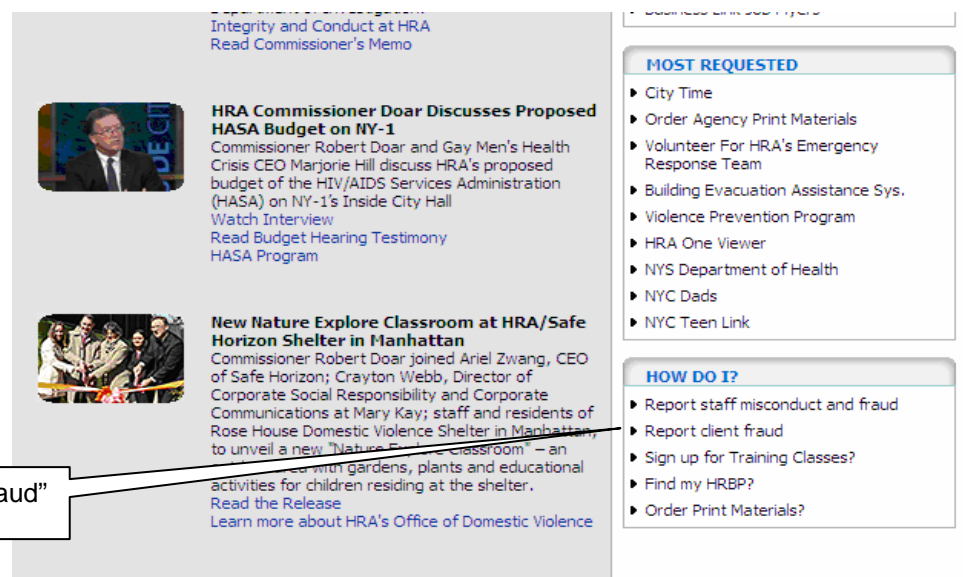 Integrity and Conduct at HRA
Read Commissioner's Memo
HRA Commissioner Doar Discusses Proposed
HASA Budget on NY-1
Commissioner Robert Doar and Gay Men's Health
Crisis CEO Marjorie Hill discuss HRA's proposed
budget of the HIV/AIDS Services Administration
(HASA) on NY-1's Inside City Hall
Watch Interview
Read Budget Hearing Testimony
HASA Program
New Nature Explore Classroom at HRA/Safe
Horizon Shelter in Manhattan
Commissioner Robert Doar joined Ariel Zwang, CEO
of Safe Horizon; Crayton Webb, Director of
Corporate Social Responsibility and Corporate
Communications at Mary Kay; staff and residents of
Rose House Domestic Violence Shelter in Manhattan,
to unveil a new "Nature Explore Classroom" – an
with gardens, plants and educational
activities for children residing at the shelter.
Read the Release
Learn more about HRA's Office of Domestic Violence
aud”
MOST REQUESTED
City Time
Order Agency Print Materials
Volunteer For HRA's Emergency
Response Team
Building Evacuation Assistance Sys.
Violence Prevention Program
HRA One Viewer
NYS Department of Health
NYC Dads
NYC Teen Link
HOW DO I?
Report staff misconduct and fraud
Report client fraud
Sign up for Training Classes?
Find my HRBP?
Order Print Materials?